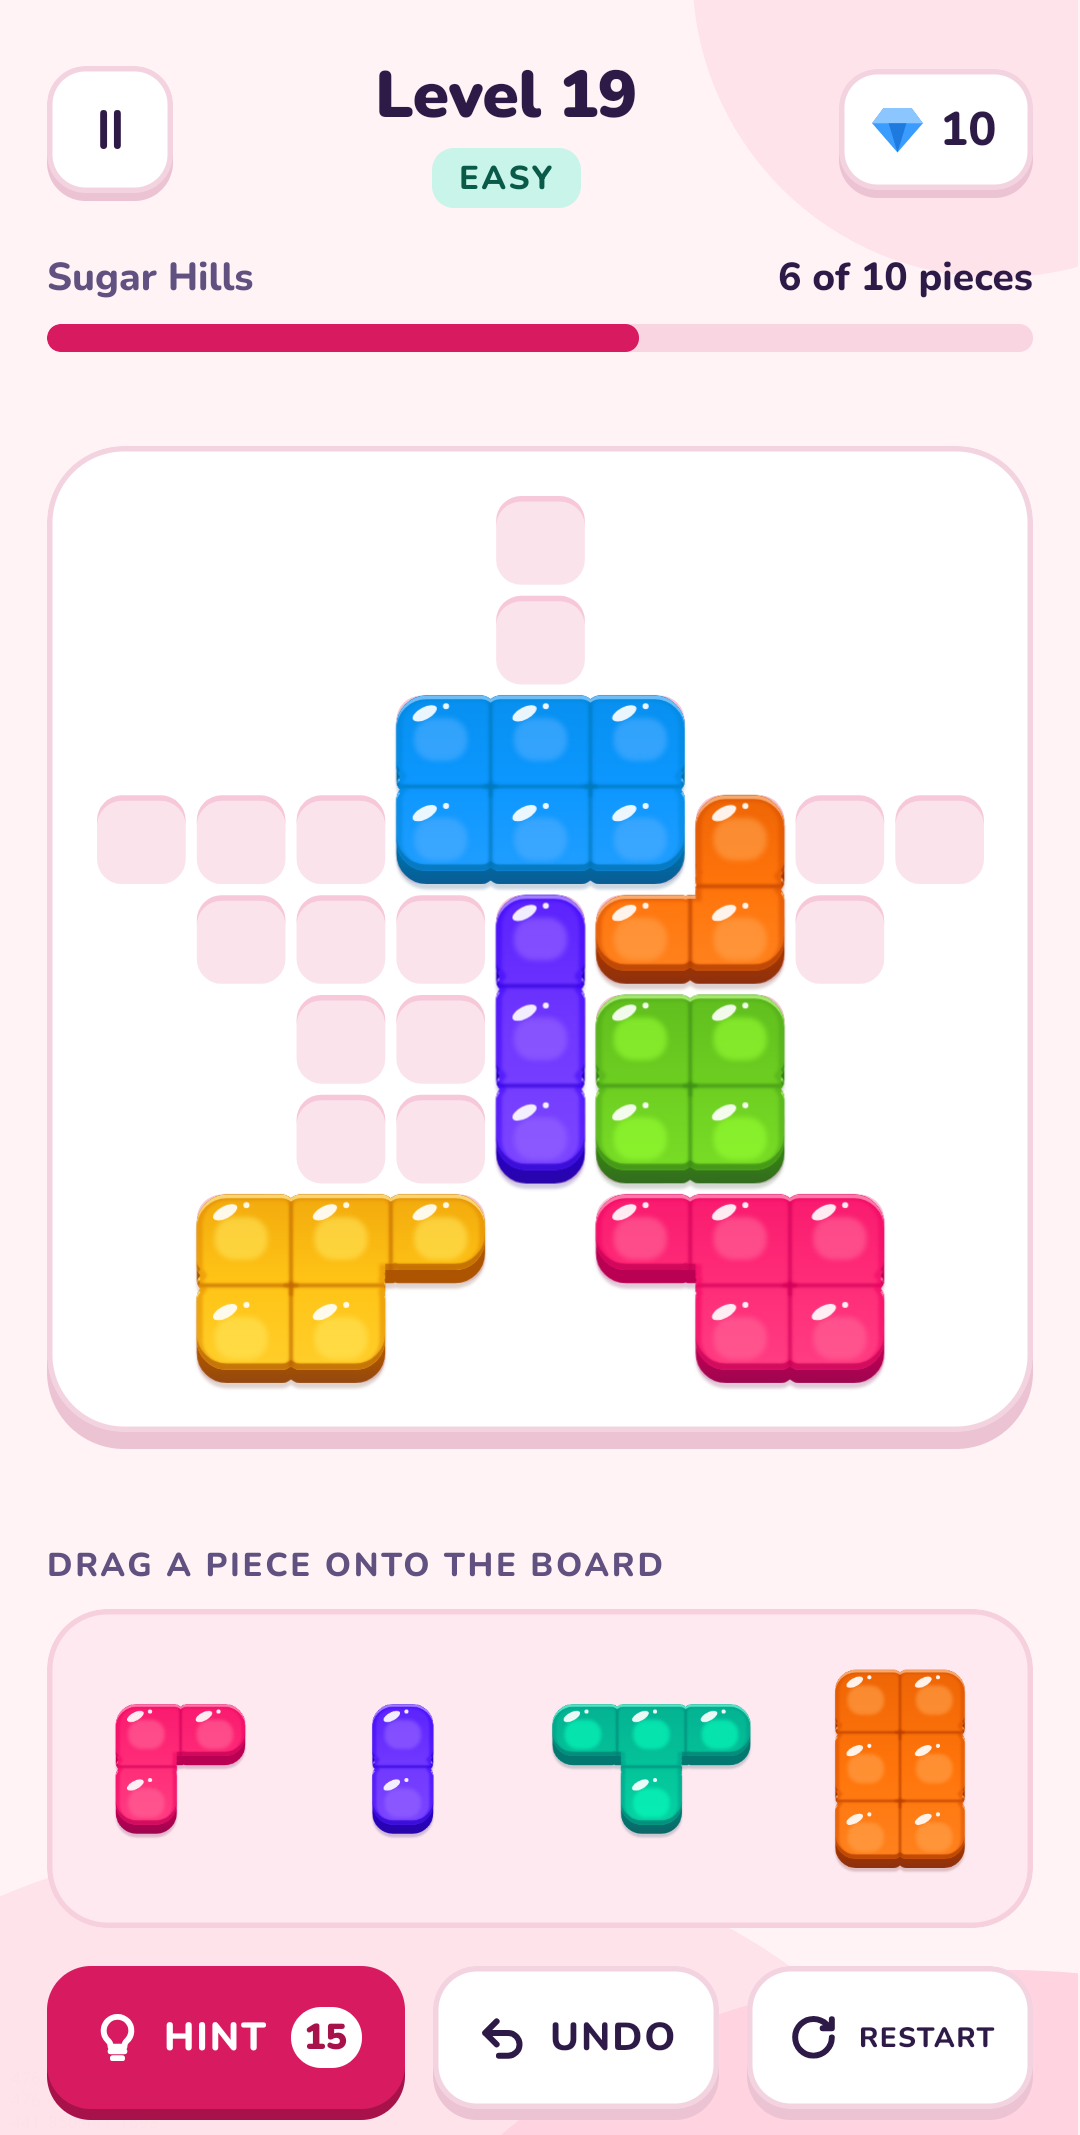 Level 19
10
EASY
Sugar Hills
6 of 10 pieces
DRAG A PIECE ONTO THE BOARD
HINT 15
UNDO
RESTART